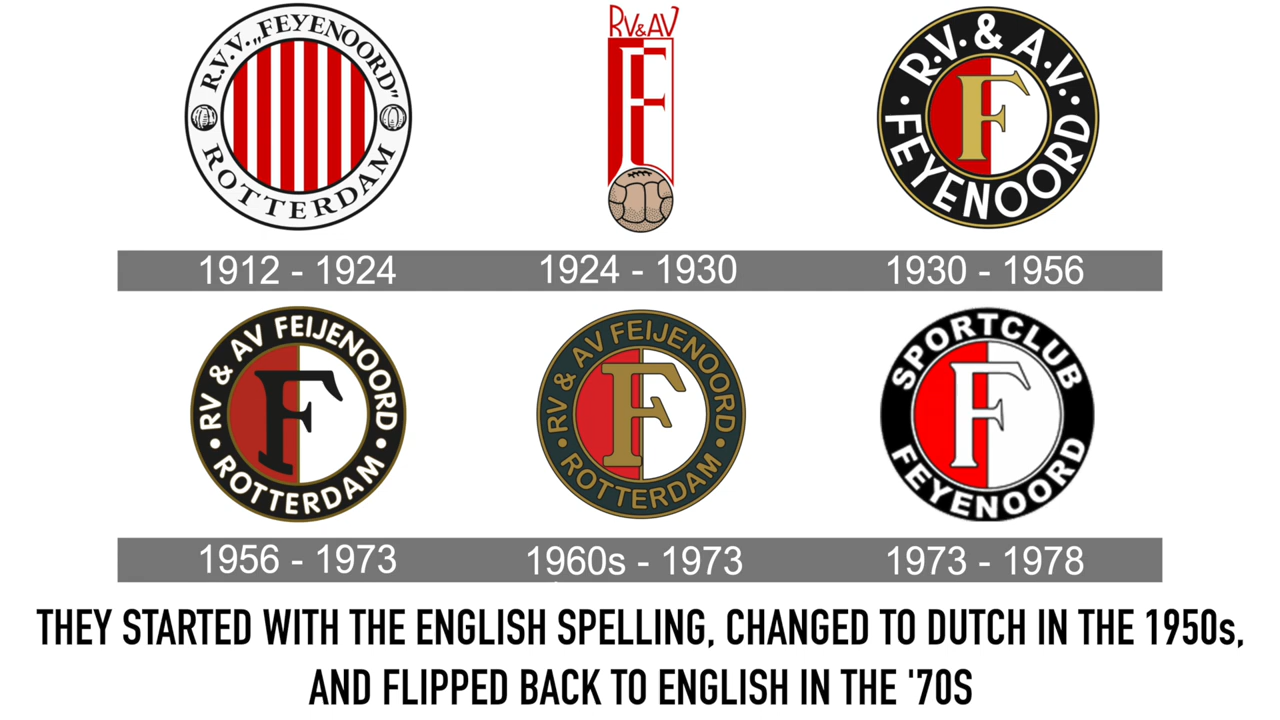 R.V.V. „FEYENOORD”
ROTTERDAM
RV&AV
F
R.V. & A.V.
F
FEYENOORD
1912 - 1924
1924 - 1930
1930 - 1956
RV & AV FEIJENOORD
F
ROTTERDAM
RV & AV FEIJENOORD
F
ROTTERDAM
SPORTCLUB
F
FEYENOORD
1956 - 1973
1960s - 1973
1973 - 1978
THEY STARTED WITH THE ENGLISH SPELLING, CHANGED TO DUTCH IN THE 1950s,
AND FLIPPED BACK TO ENGLISH IN THE '70S